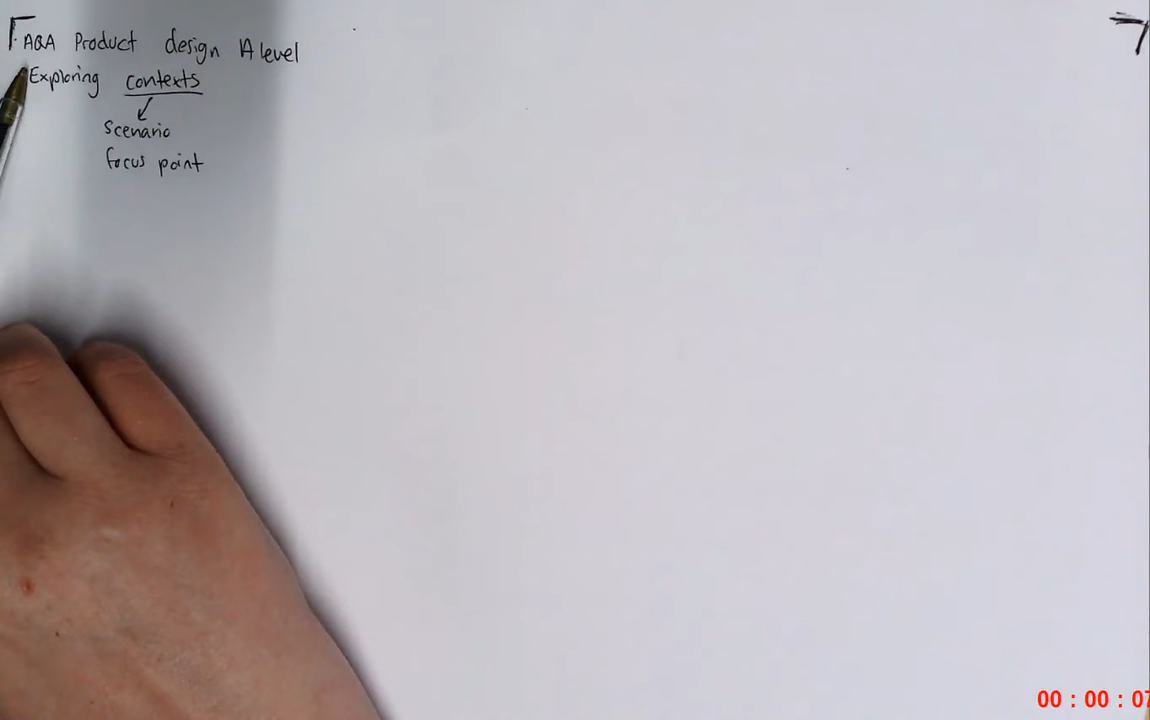 AQA Product design A level
Exploring contexts
Scenario
focus point
00 : 00 : 07